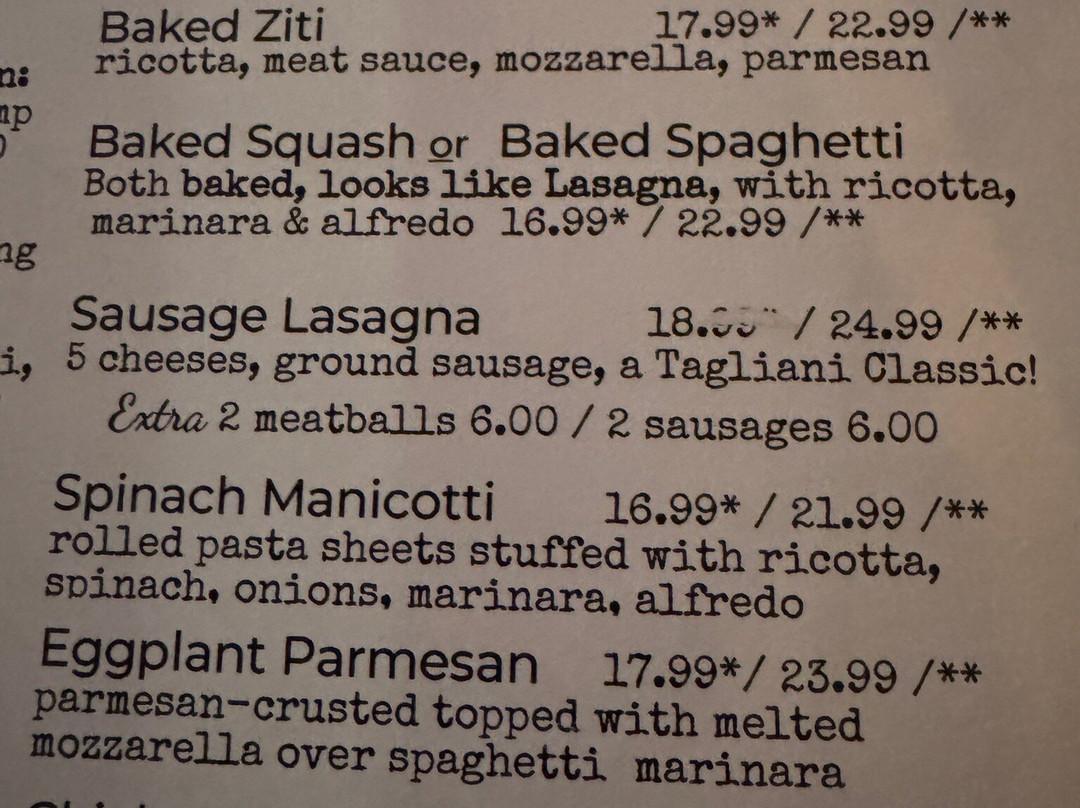 Baked Ziti 17.99* / 22.99 /**
ricotta, meat sauce, mozzarella, parmesan
Baked Squash or Baked Spaghetti
Both baked, looks like Lasagna, with ricotta,
marinara & alfredo 16.99* / 22.99 /**
Sausage Lasagna / 24.99 /**
5 cheeses, ground sausage, a Tagliani Classic!
Extra 2 meatballs 6.00 / 2 sausages 6.00
Spinach Manicotti 16.99* / 21.99 /**
rolled pasta sheets stuffed with ricotta,
spinach, onions, marinara, alfredo
Eggplant Parmesan 17.99*/ 23.99 /**
parmesan-crusted topped with melted
mozzarella over spaghetti marinara